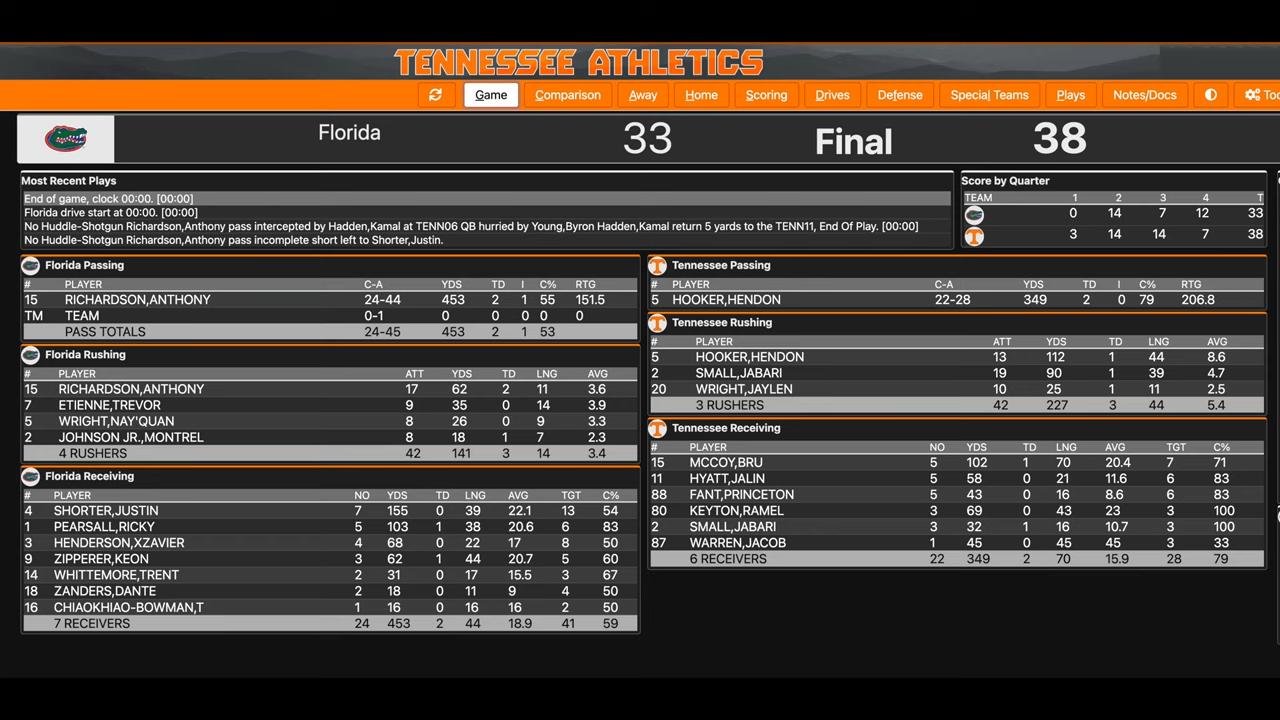 TENNESSEE ATHLETICS
Game Comparison Away Home Scoring Drives Defense Special Teams Plays Notes/Docs
Florida 33 Final 38
Most Recent Plays
End of game, clock 00:00. [00:00]
Florida drive start at 00:00. [00:00]
No Huddle-Shotgun Richardson,Anthony pass intercepted by Hadden,Kamal at TENN06 QB hurried by Young,Byron Hadden,Kamal return 5 yards to the TENN11, End Of Play. [00:00]
No Huddle-Shotgun Richardson,Anthony pass incomplete short left to Shorter,Justin.
Score by Quarter
TEAM 1 2 3 4 T
0 14 7 12 33
T 3 14 14 7 38
Florida Passing
# PLAYER C-A YDS TD I C% RTG
15 RICHARDSON,ANTHONY 24-44 453 2 1 55 151.5
TM TEAM 0-1 0 0 0 0 0
PASS TOTALS 24-45 453 2 1 53
Florida Rushing
# PLAYER ATT YDS TD LNG AVG
15 RICHARDSON,ANTHONY 17 62 2 11 3.6
7 ETIENNE,TREVOR 9 35 0 14 3.9
5 WRIGHT,NAY'QUAN 8 26 0 9 3.3
2 JOHNSON JR.,MONTREL 8 18 1 7 2.3
4 RUSHERS 42 141 3 14 3.4
Florida Receiving
# PLAYER NO YDS TD LNG AVG TGT C%
4 SHORTER,JUSTIN 7 155 0 39 22.1 13 54
1 PEARSALL,RICKY 5 103 1 38 20.6 6 83
3 HENDERSON,XZAVIER 4 68 0 22 17 8 50
9 ZIPPERER,KEON 3 62 1 44 20.7 5 60
14 WHITTEMORE,TRENT 2 31 0 17 15.5 3 67
18 ZANDERS,DANTE 2 18 0 11 9 4 50
16 CHIAOKHIAO-BOWMAN,T 1 16 0 16 16 2 50
7 RECEIVERS 24 453 2 44 18.9 41 59
T Tennessee Passing
# PLAYER C-A YDS TD I C% RTG
5 HOOKER,HENDON 22-28 349 2 0 79 206.8
T Tennessee Rushing
# PLAYER ATT YDS TD LNG AVG
5 HOOKER,HENDON 13 112 1 44 8.6
2 SMALL,JABARI 19 90 1 39 4.7
20 WRIGHT,JAYLEN 10 25 1 11 2.5
3 RUSHERS 42 227 3 44 5.4
T Tennessee Receiving
# PLAYER NO YDS TD LNG AVG TGT C%
15 MCCOY,BRU 5 102 1 70 20.4 7 71
11 HYATT,JALIN 5 58 0 21 11.6 6 83
88 FANT,PRINCETON 5 43 0 16 8.6 6 83
80 KEYTON,RAMEL 3 69 0 43 23 3 100
2 SMALL,JABARI 3 32 1 16 10.7 3 100
87 WARREN,JACOB 1 45 0 45 45 3 33
6 RECEIVERS 22 349 2 70 15.9 28 79